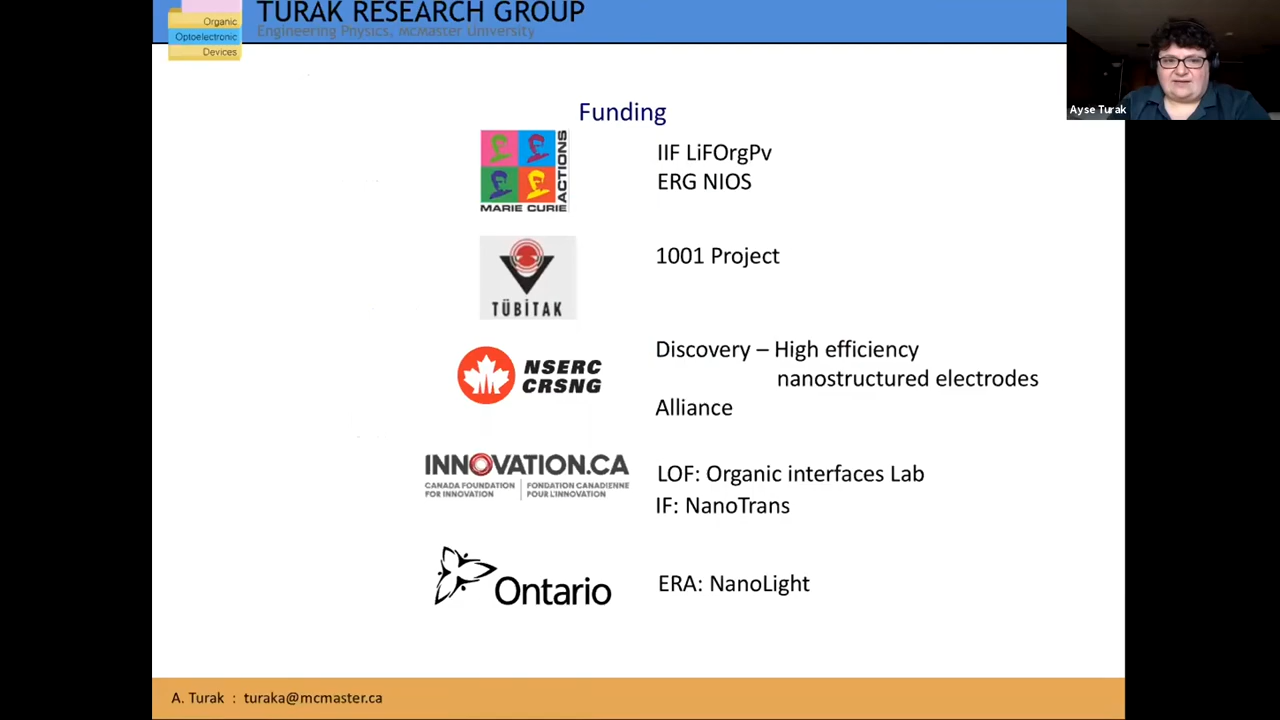 Organic
Optoelectronic
Devices
TURAK RESEARCH GROUP
Engineering Physics, McMaster University
Ayse Turak
Funding
MARIE CURIE
ACTIONS
IIF LiFOrgPv
ERG NIOS
TÜBİTAK
1001 Project
NSERC
CRSNG
Discovery – High efficiency
nanostructured electrodes
Alliance
INNOVATION.CA
CANADA FOUNDATION
FOR INNOVATION
FONDATION CANADIENNE
POUR L'INNOVATION
LOF: Organic interfaces Lab
IF: NanoTrans
Ontario
ERA: NanoLight
A. Turak : turaka@mcmaster.ca